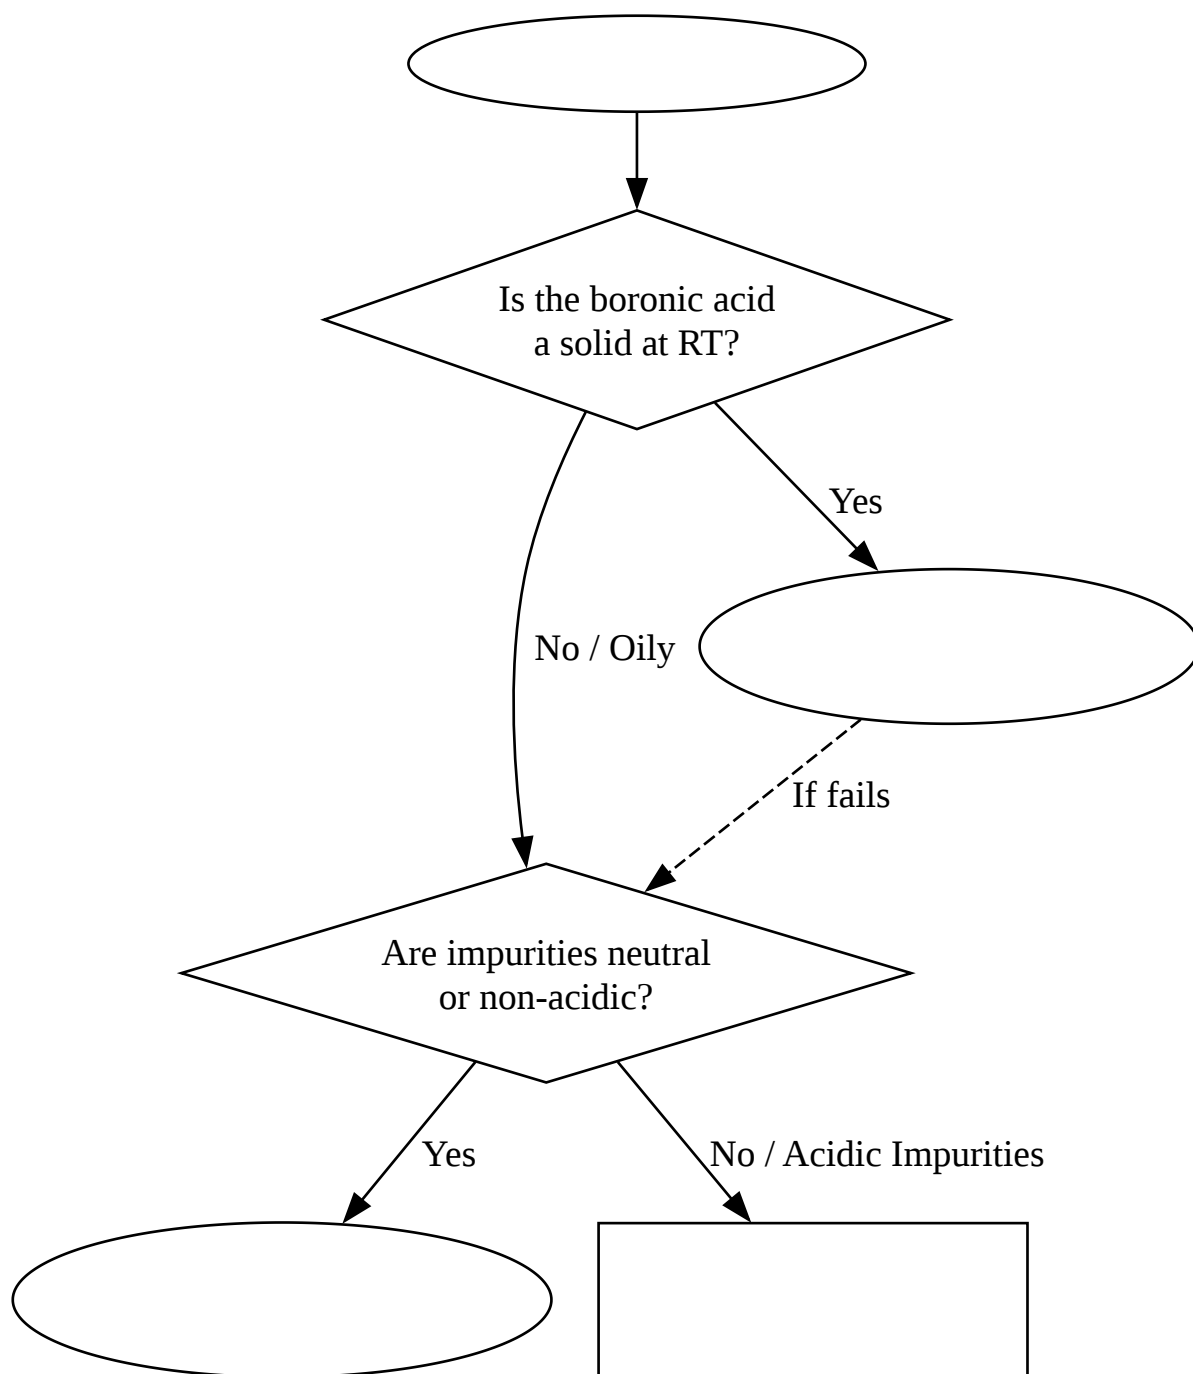 Is the boronic acid
a solid at RT?
Yes
No / Oily
If fails
Are impurities neutral
or non-acidic?
Yes
No / Acidic Impurities